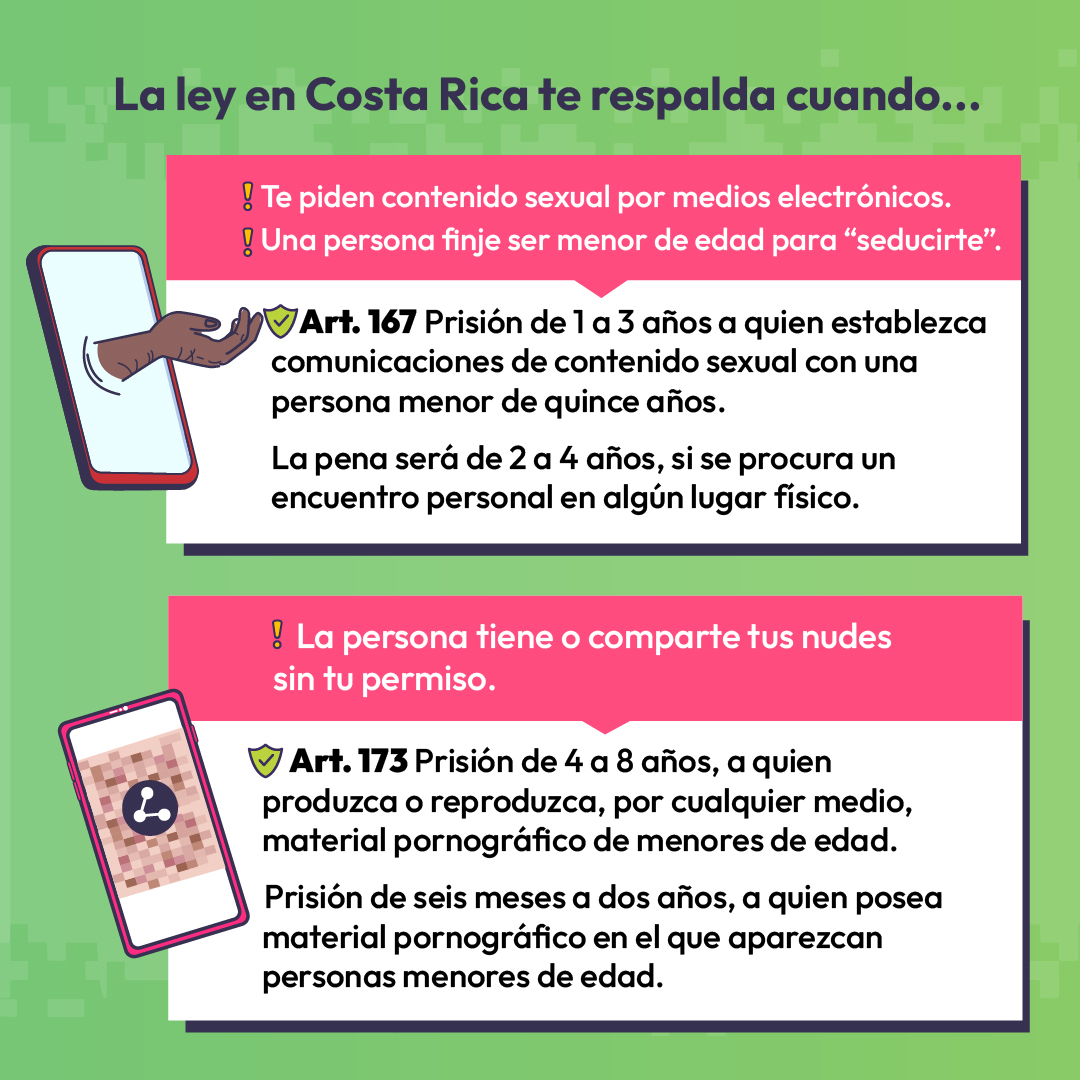 La ley en Costa Rica te respalda cuando...
Te piden contenido sexual por medios electrónicos.
Una persona finje ser menor de edad para “seducirte”.
Art. 167 Prisión de 1 a 3 años a quien establezca
comunicaciones de contenido sexual con una
persona menor de quince años.
La pena será de 2 a 4 años, si se procura un
encuentro personal en algún lugar físico.
La persona tiene o comparte tus nudes
sin tu permiso.
Art. 173 Prisión de 4 a 8 años, a quien
produzca o reproduzca, por cualquier medio,
material pornográfico de menores de edad.
Prisión de seis meses a dos años, a quien posea
material pornográfico en el que aparezcan
personas menores de edad.